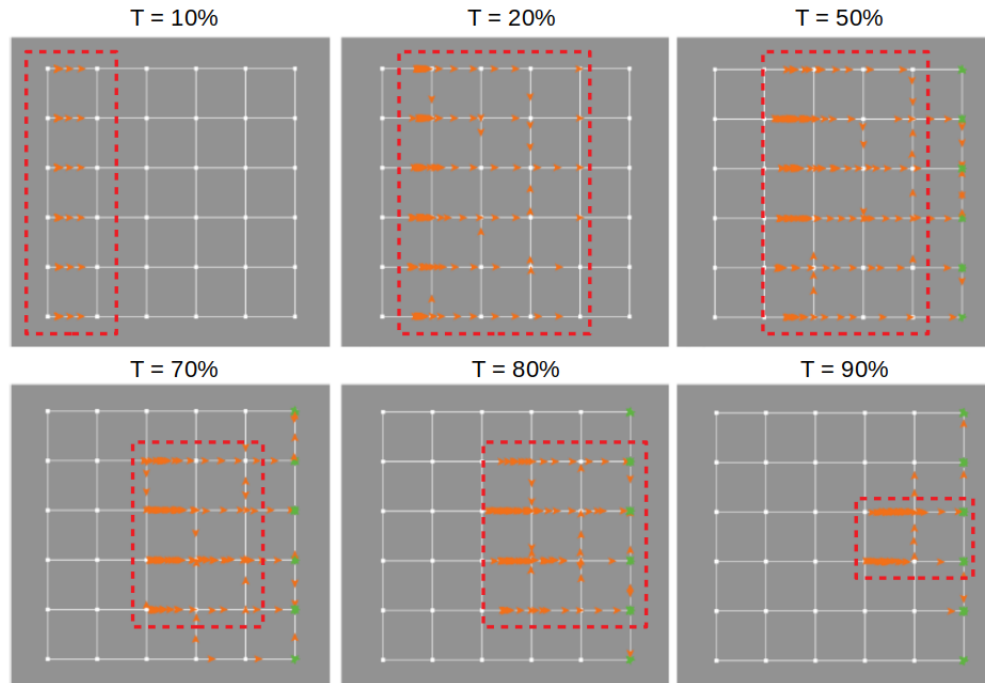 T = 10%
T = 20%
T = 50%
T = 70%
T = 80%
T = 90%